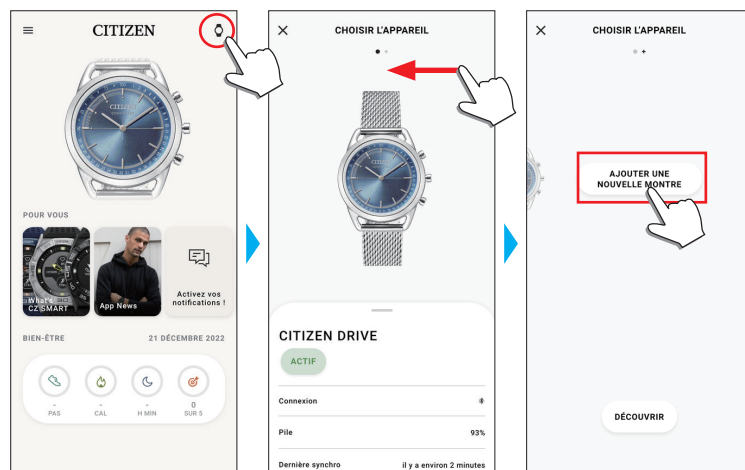 CITIZEN
CITIZEN
POUR VOUS
What's
CZ SMART
App News
Activez vos
notifications !
BIEN-ÊTRE
21 DÉCEMBRE 2022
-
PAS
-
CAL
-
H MIN
0
SUR 5
CHOISIR L'APPAREIL
CITIZEN
CITIZEN DRIVE
ACTIF
Connexion
Pile
93%
Dernière synchro
il y a environ 2 minutes
CHOISIR L'APPAREIL
+
AJOUTER UNE
NOUVELLE MONTRE
DÉCOUVRIR